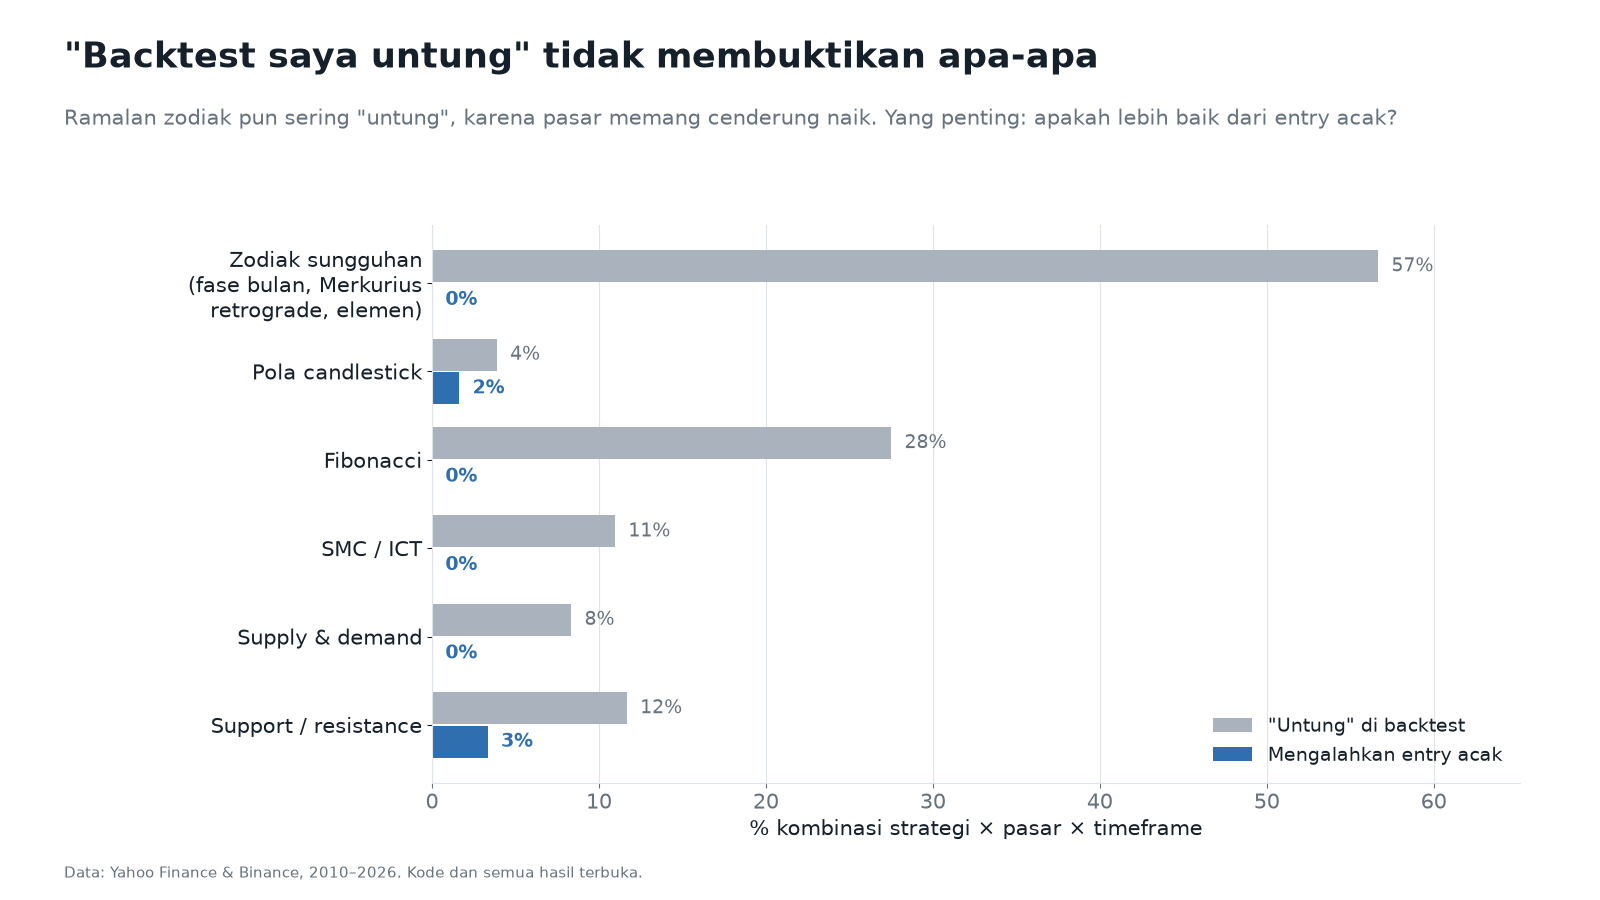 "Backtest saya untung" tidak membuktikan apa-apa
Ramalan zodiak pun sering "untung", karena pasar memang cenderung naik. Yang penting: apakah lebih baik dari entry acak?
Zodiak sungguhan
(fase bulan, Merkurius
retrograde, elemen)
57%
0%
Pola candlestick
4%
2%
Fibonacci
28%
0%
SMC / ICT
11%
0%
Supply & demand
8%
0%
Support / resistance
12%
3%
"Untung" di backtest
Mengalahkan entry acak
0 10 20 30 40 50 60
% kombinasi strategi × pasar × timeframe
Data: Yahoo Finance & Binance, 2010–2026. Kode dan semua hasil terbuka.